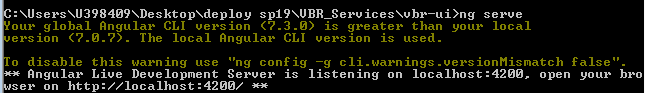 C:\Users\U398409\Desktop\deploy sp19\VBR_Services\vbr-ui>ng serve
Your global Angular CLI version (7.3.0) is greater than your local
version (7.0.7). The local Angular CLI version is used.
To disable this warning use "ng config -g cli.warnings.versionMismatch false".
** Angular Live Development Server is listening on localhost:4200, open your bro
wser on http://localhost:4200/ **